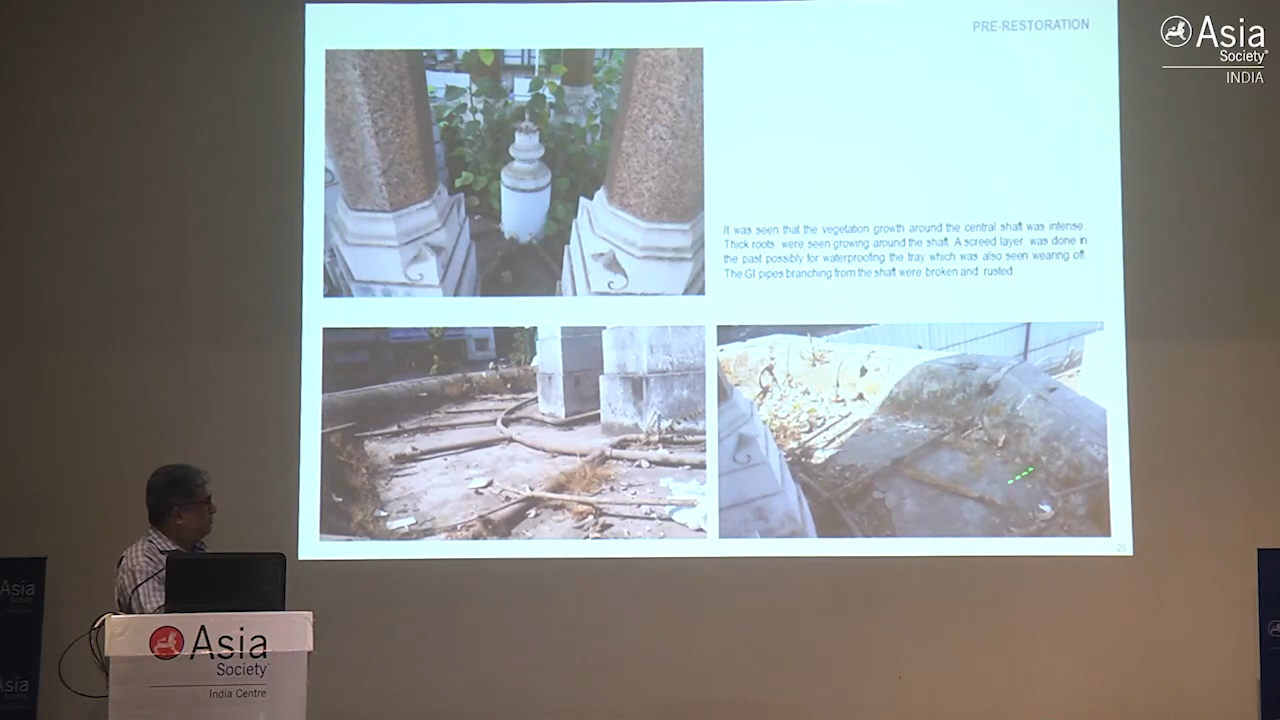 PRE-RESTORATION
Asia
Society
INDIA
It was seen that the vegetation growth around the central shaft was intense.
Thick roots were seen growing around the shaft. A screed layer was done in
the past possibly for waterproofing the tray which was also seen wearing off.
The GI pipes branching from the shaft were broken and rusted
26
Asia
Society
India Centre
Asia
Asia